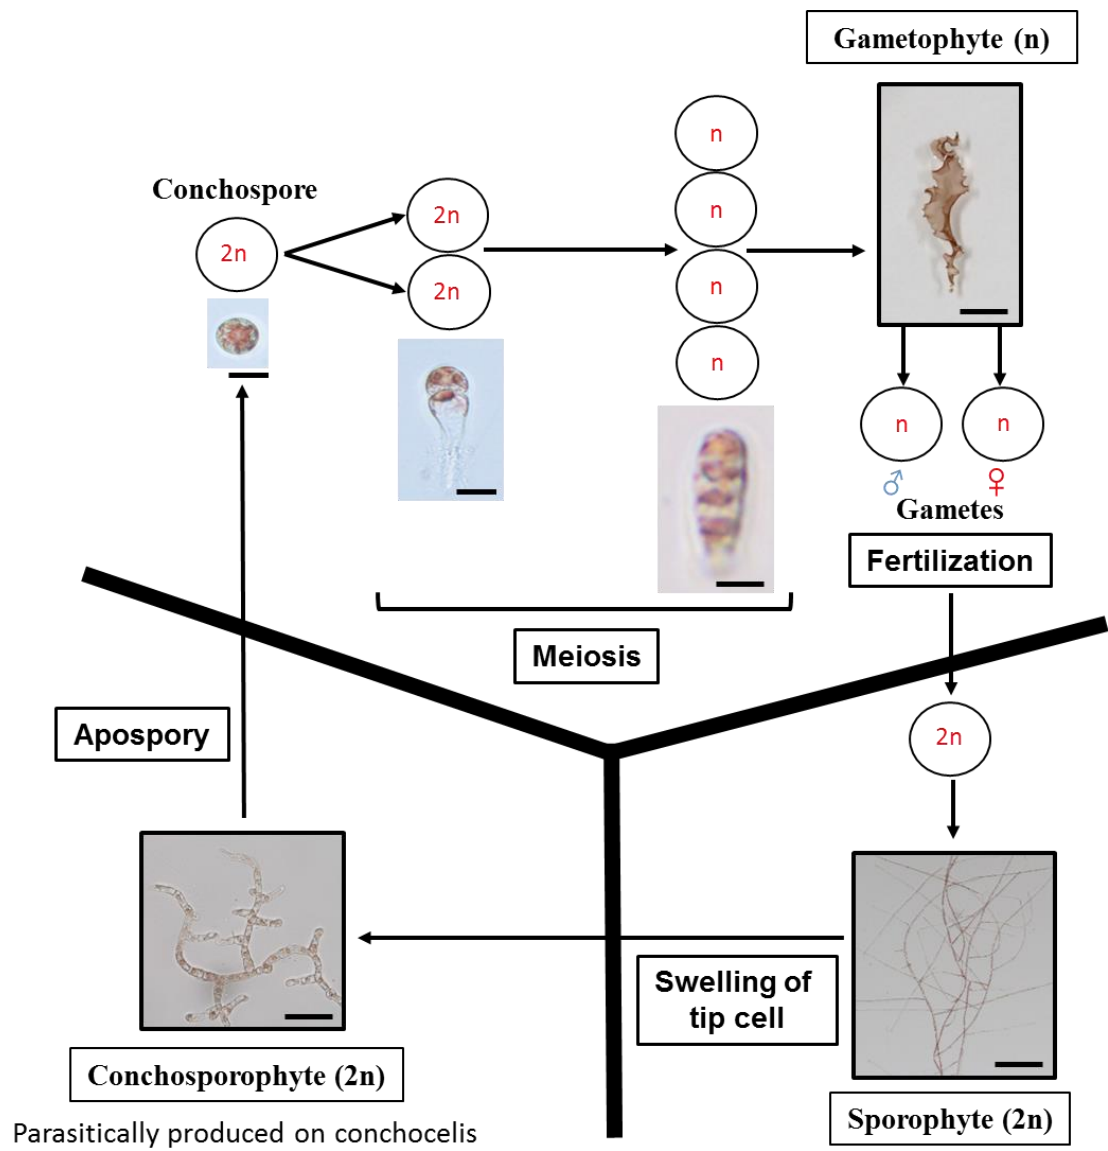 Gametophyte (n)
Conchospore
2n
2n
2n
n
n
n
n
n
n
♂
♀
Gametes
Fertilization
Meiosis
Apospory
2n
Swelling of
tip cell
Conchosporophyte (2n)
Sporophyte (2n)
Parasitically produced on conchocelis